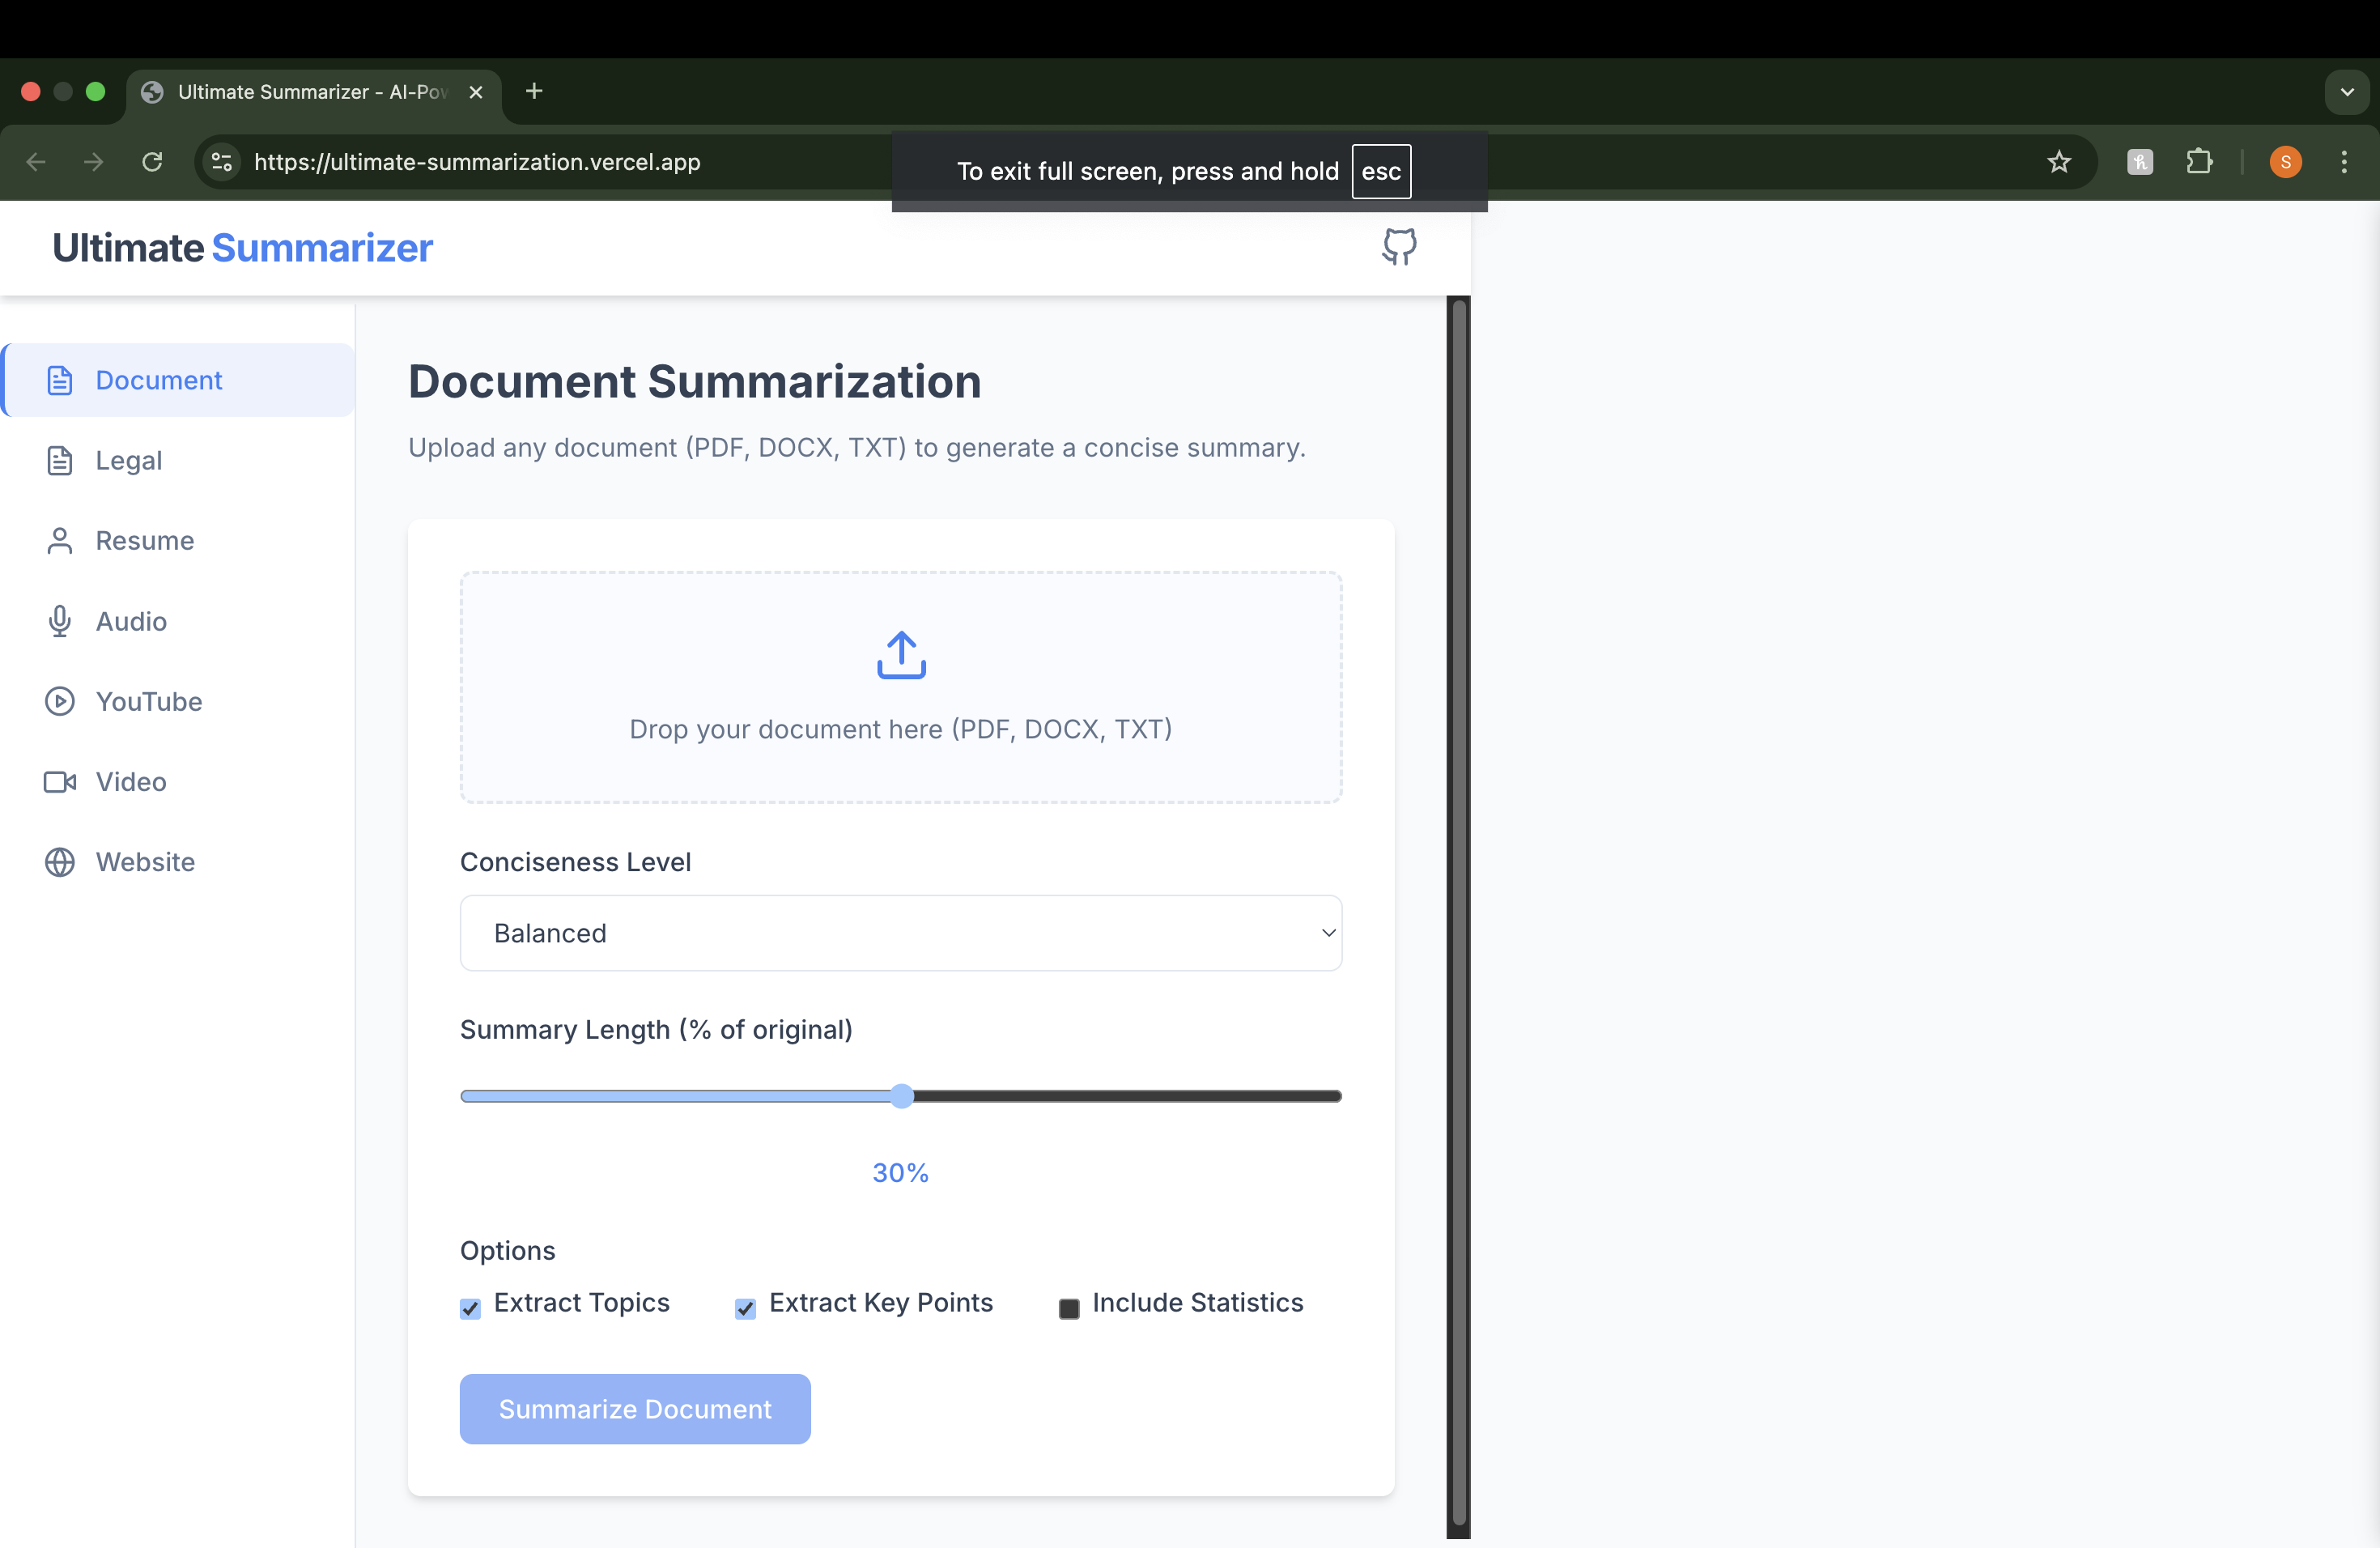 Ultimate Summarizer - AI-Pow
https://ultimate-summarization.vercel.app
To exit full screen, press and hold esc
S
Ultimate Summarizer
Document
Legal
Resume
Audio
YouTube
Video
Website
Document Summarization
Upload any document (PDF, DOCX, TXT) to generate a concise summary.
Drop your document here (PDF, DOCX, TXT)
Conciseness Level
Balanced
Summary Length (% of original)
30%
Options
Extract Topics Extract Key Points Include Statistics
Summarize Document